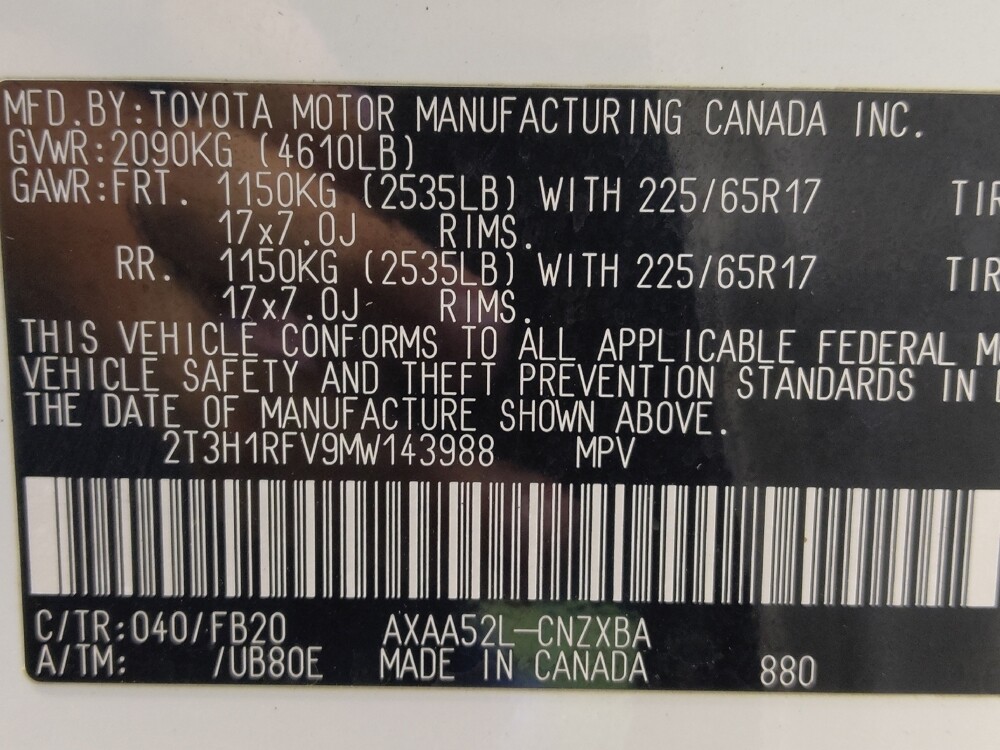 MFD.BY:TOYOTA MOTOR MANUFACTURING CANADA INC.
GVWR:2090KG (4610LB)
GAWR:FRT. 1150KG (2535LB) WITH 225/65R17 TIR
17x7.0J RIMS.
RR. 1150KG (2535LB) WITH 225/65R17 TIR
17x7.0J RIMS.
THIS VEHICLE CONFORMS TO ALL APPLICABLE FEDERAL M
VEHICLE SAFETY AND THEFT PREVENTION STANDARDS IN
THE DATE OF MANUFACTURE SHOWN ABOVE.
2T3H1RFV9MW143988 MPV
C/TR:040/FB20 AXAA52L-CNZXBA
A/TM: /UB80E MADE IN CANADA 880